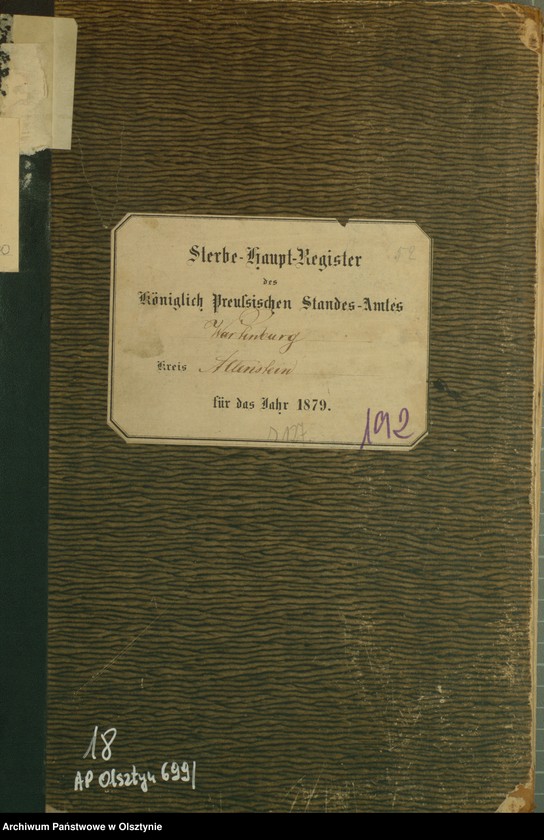 Sterbe-Haupt-Register
des
Königlich Preußischen Standes-Amtes
Wartenburg
Kreis Allenstein
für das Jahr 1879.
192
18
AP Olsztyn 699/
Archiwum Państwowe w Olsztynie